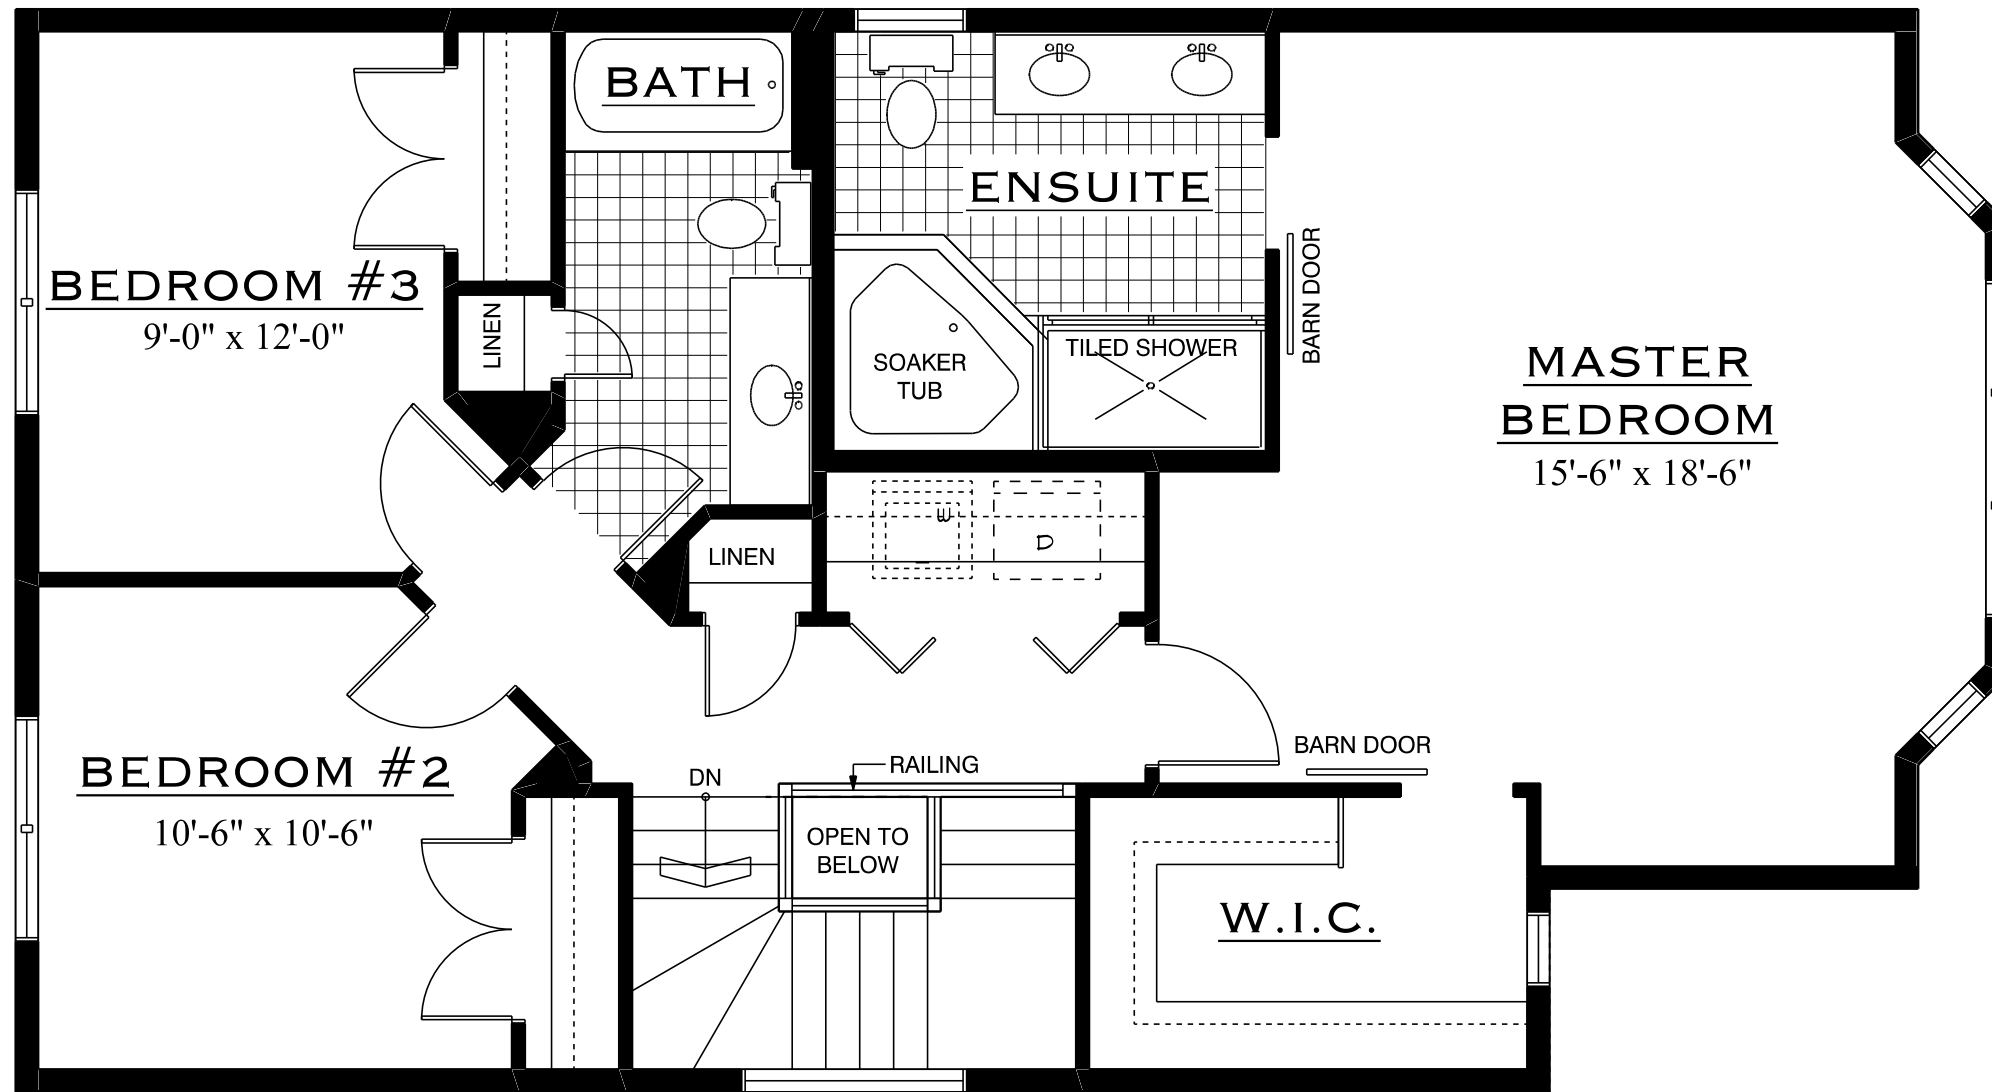 BATH
ENSUITE
BARN DOOR
BEDROOM #3
9'-0" x 12'-0"
LINEN
SOAKER
TUB
TILED SHOWER
MASTER
BEDROOM
15'-6" x 18'-6"
W
D
LINEN
BEDROOM #2
10'-6" x 10'-6"
DN
RAILING
BARN DOOR
OPEN TO
BELOW
W.I.C.